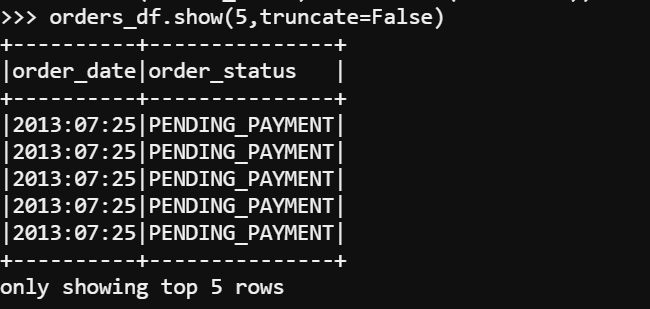 >>> orders_df.show(5,truncate=False)
+----------+---------------+
|order_date|order_status   |
+----------+---------------+
|2013:07:25|PENDING_PAYMENT|
|2013:07:25|PENDING_PAYMENT|
|2013:07:25|PENDING_PAYMENT|
|2013:07:25|PENDING_PAYMENT|
|2013:07:25|PENDING_PAYMENT|
+----------+---------------+
only showing top 5 rows